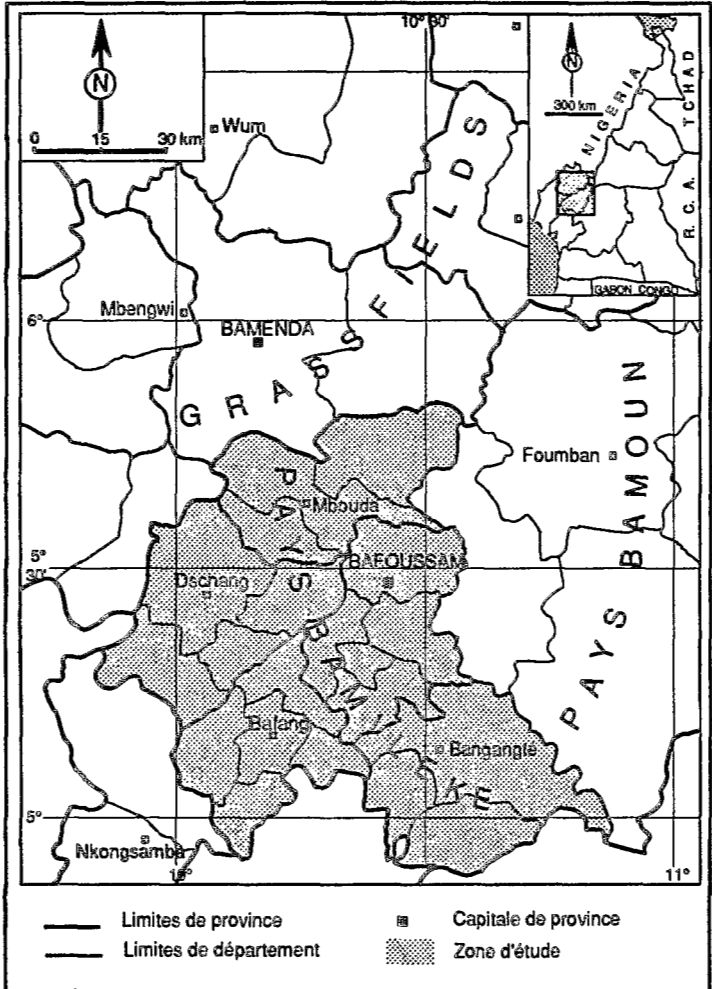 10° 30'
N
0 15 30 km
Wum
N
300 km
NIGERIA
TCHAD
R.C.A.
GABON CONGO
GRASSFIELDS
Mbengwi
6°
BAMENDA
Foumban
PAYS BAMOUN
PAYS BAMILIKE
Mbouda
5°
30'
BAFOUSSAM
Dschang
Bafang
Bangangté
5°
Nkongsamba
10°
11°
Limites de province
Capitale de province
Limites de département
Zone d'étude